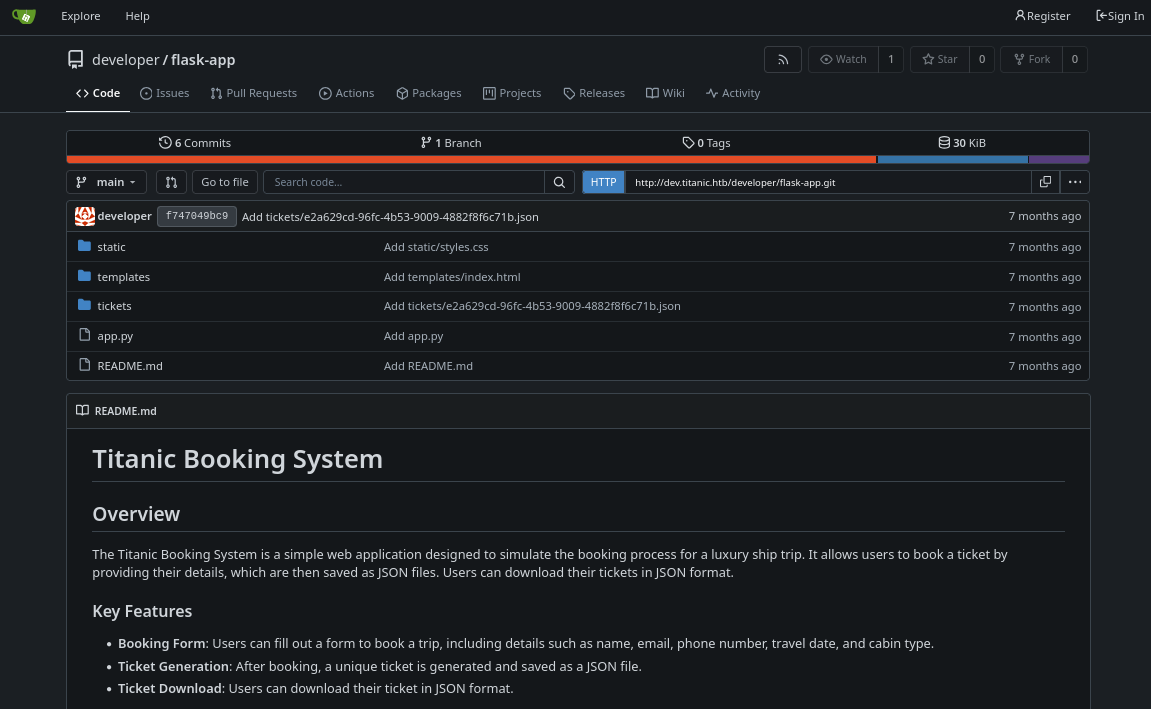 Explore Help Register Sign In
developer / flask-app Watch 1 Star 0 Fork 0
Code Issues Pull Requests Actions Packages Projects Releases Wiki Activity
6 Commits 1 Branch 0 Tags 30 KiB
main Go to file Search code... HTTP http://dev.titanic.htb/developer/flask-app.git
developer f747049bc9 Add tickets/e2a629cd-96fc-4b53-9009-4882f8f6c71b.json 7 months ago
static Add static/styles.css 7 months ago
templates Add templates/index.html 7 months ago
tickets Add tickets/e2a629cd-96fc-4b53-9009-4882f8f6c71b.json 7 months ago
app.py Add app.py 7 months ago
README.md Add README.md 7 months ago
README.md
Titanic Booking System
Overview
The Titanic Booking System is a simple web application designed to simulate the booking process for a luxury ship trip. It allows users to book a ticket by
providing their details, which are then saved as JSON files. Users can download their tickets in JSON format.
Key Features
• Booking Form: Users can fill out a form to book a trip, including details such as name, email, phone number, travel date, and cabin type.
• Ticket Generation: After booking, a unique ticket is generated and saved as a JSON file.
• Ticket Download: Users can download their ticket in JSON format.